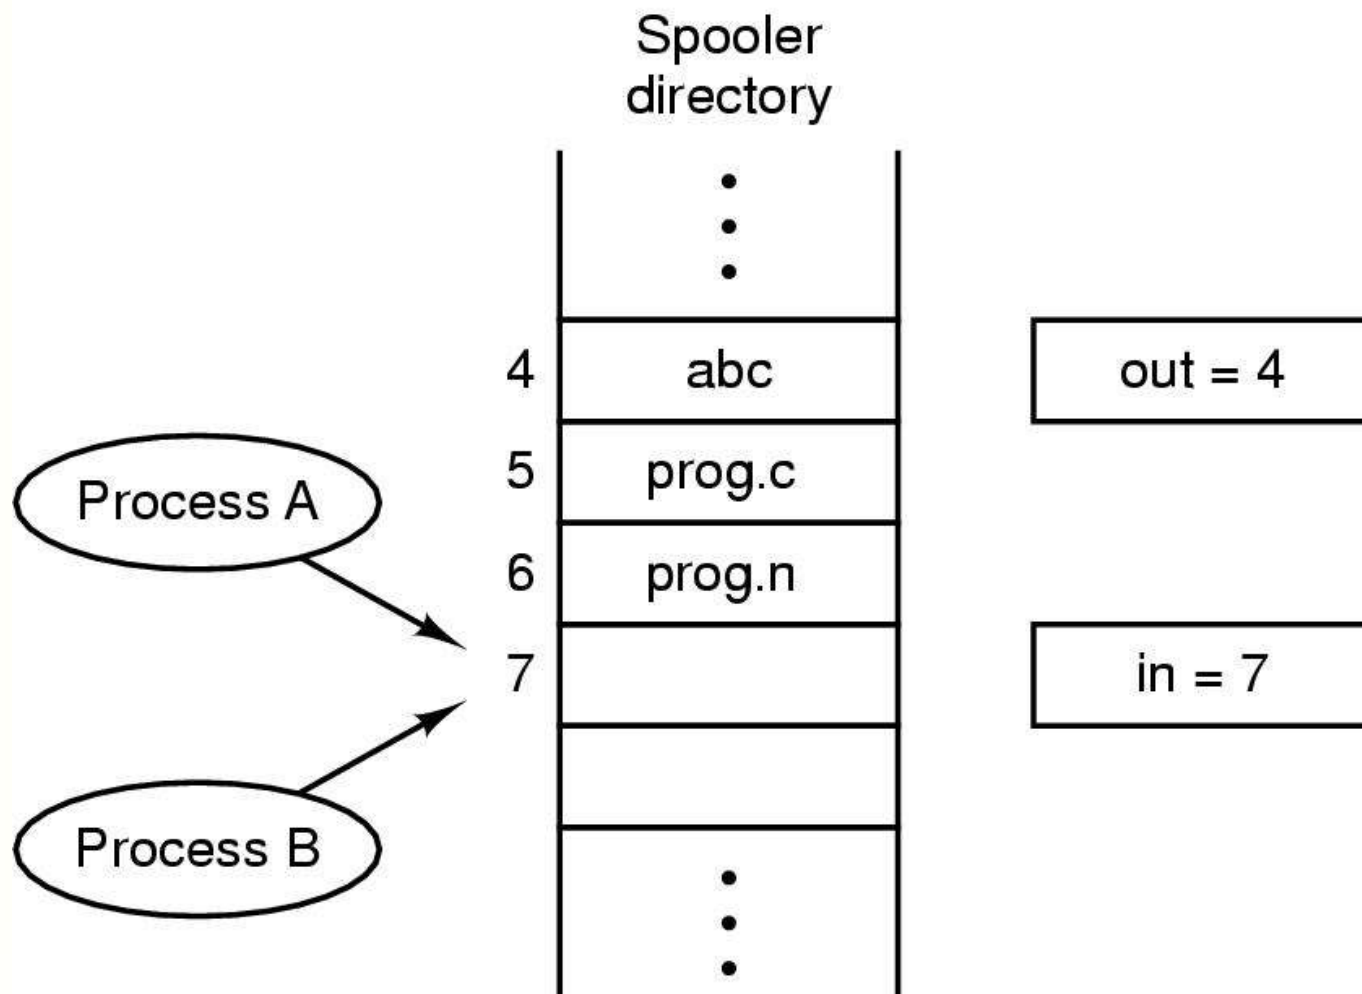 Spooler
directory
4 abc out = 4
Process A
5 prog.c
6 prog.n
7 in = 7
Process B